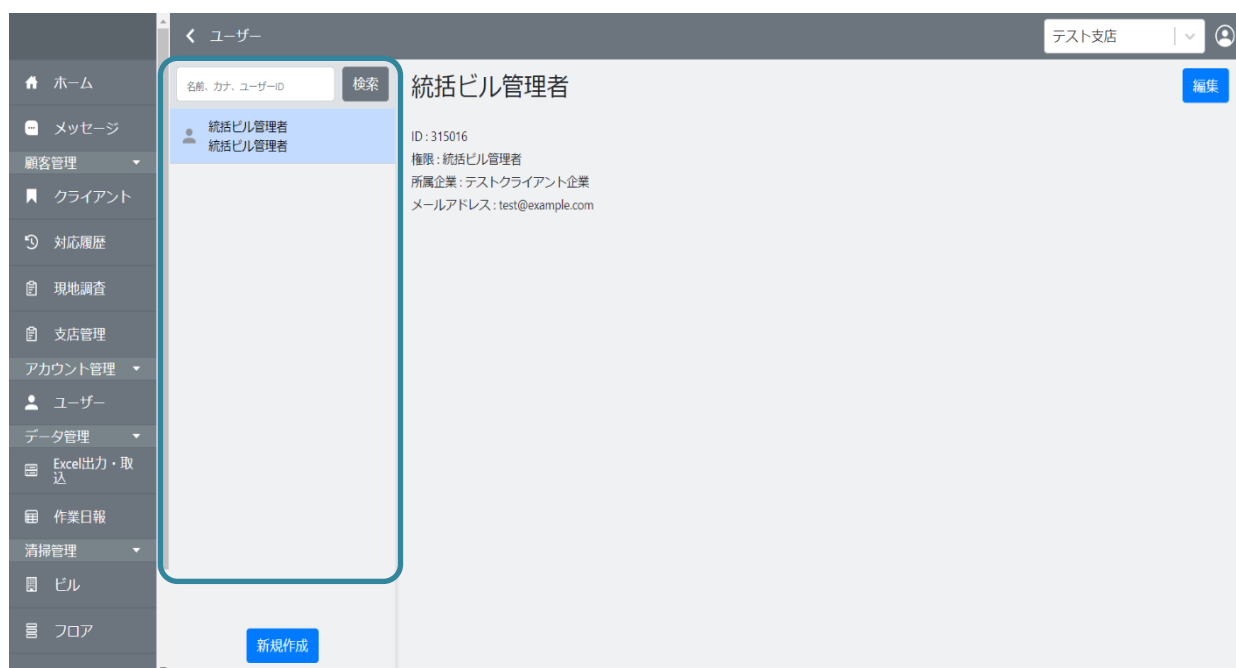 ユーザー
テスト支店
ホーム
メッセージ
顧客管理
クライアント
対応履歴
現地調査
支店管理
アカウント管理
ユーザー
データ管理
Excel出力・取
込
作業日報
清掃管理
ビル
フロア
名前、カナ、ユーザーID
検索
統括ビル管理者
統括ビル管理者
新規作成
統括ビル管理者
編集
ID : 315016
権限 : 統括ビル管理者
所属企業 : テストクライアント企業
メールアドレス : test@example.com